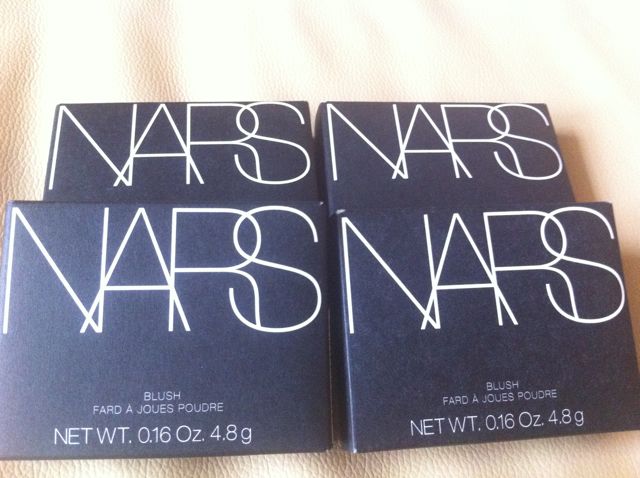 NARS
NARS
NARS
BLUSH
FARD À JOUES POUDRE
NET WT. 0.16 Oz. 4.8 g
NARS
BLUSH
FARD À JOUES POUDRE
NET WT. 0.16 Oz. 4.8 g